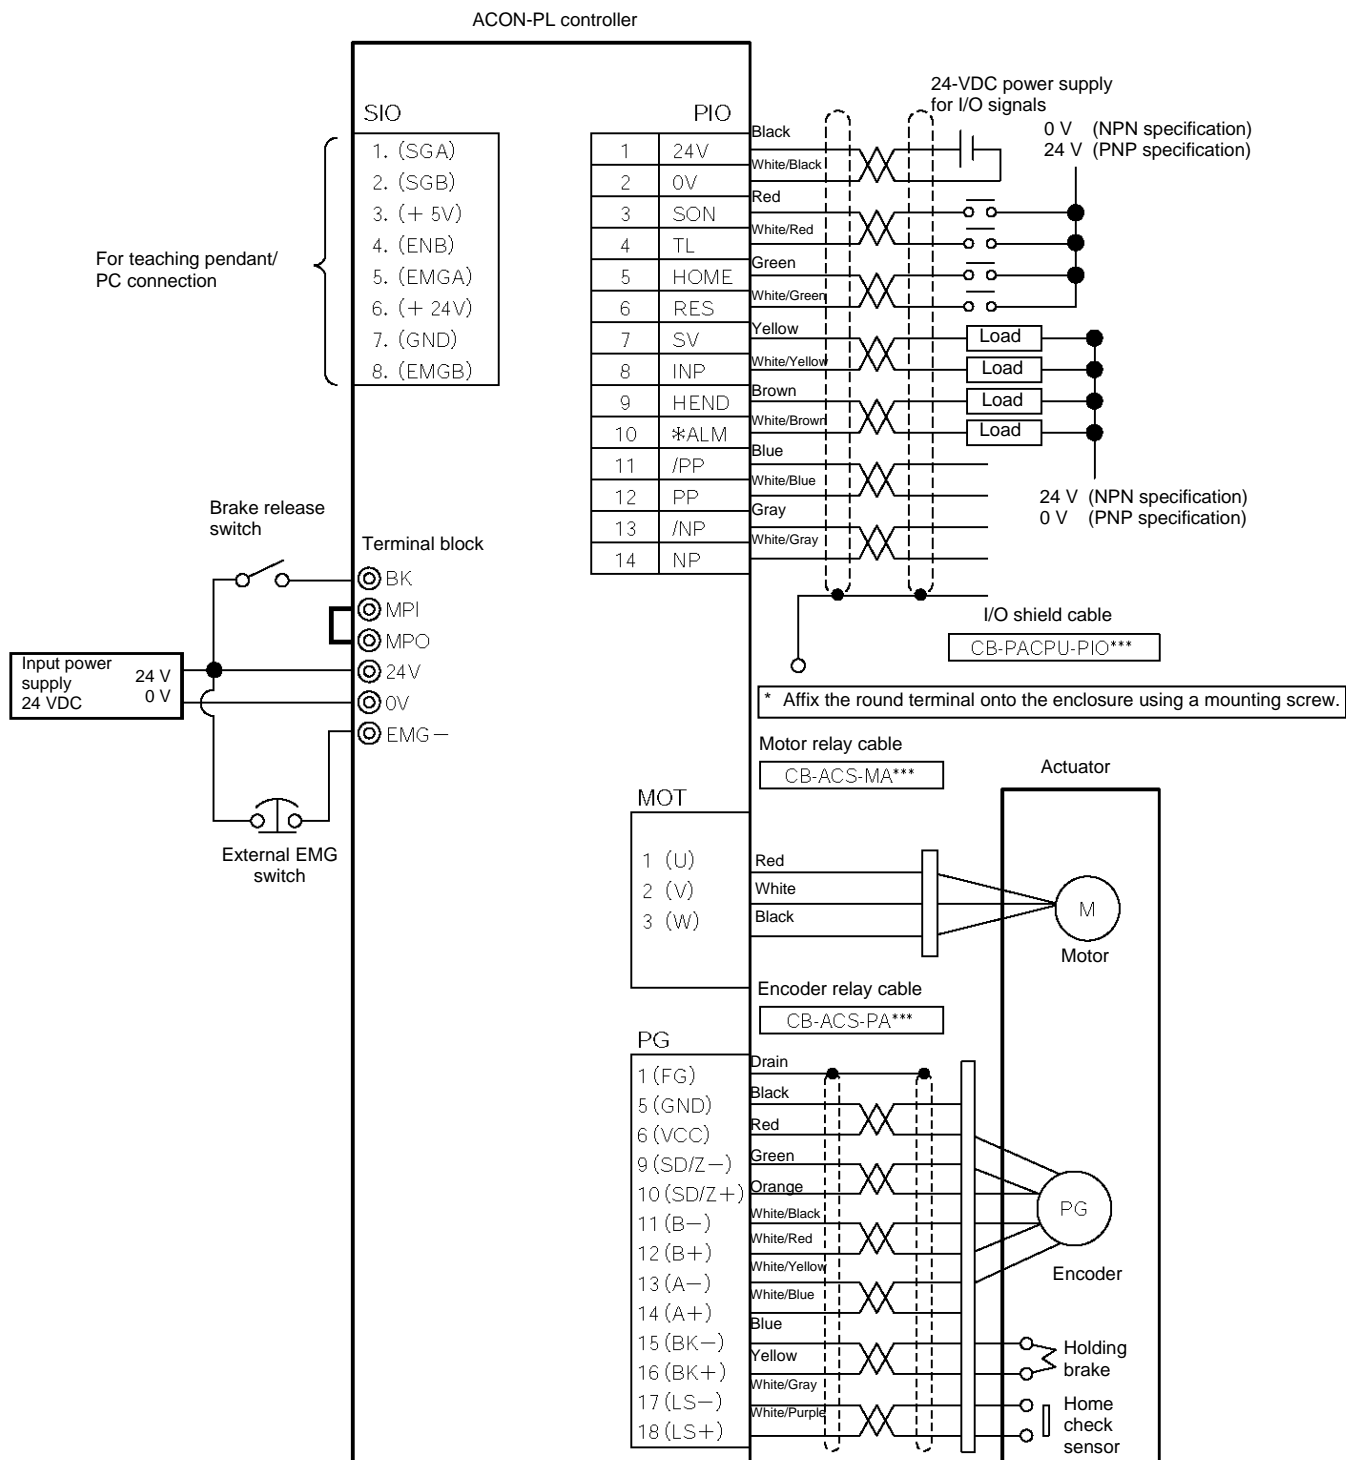 ACON-PL controller
SIO
1. (SGA)
2. (SGB)
3. (+ 5V)
4. (ENB)
5. (EMGA)
6. (+ 24V)
7. (GND)
8. (EMGB)
For teaching pendant/
PC connection
PIO
1 24V
2 0V
3 SON
4 TL
5 HOME
6 RES
7 SV
8 INP
9 HEND
10 *ALM
11 /PP
12 PP
13 /NP
14 NP
Black
White/Black
Red
White/Red
Green
White/Green
Yellow
White/Yellow
Brown
White/Brown
Blue
White/Blue
Gray
White/Gray
24-VDC power supply
for I/O signals
0 V (NPN specification)
24 V (PNP specification)
Load
Load
Load
Load
24 V (NPN specification)
0 V (PNP specification)
I/O shield cable
CB-PACPU-PIO***
* Affix the round terminal onto the enclosure using a mounting screw.
Brake release
switch
Terminal block
BK
MPI
MPO
24V
0V
EMG−
Input power
supply
24 VDC
24 V
0 V
External EMG
switch
Motor relay cable
CB-ACS-MA***
Actuator
MOT
1 (U)
2 (V)
3 (W)
Red
White
Black
M
Motor
Encoder relay cable
CB-ACS-PA***
PG
1 (FG)
5 (GND)
6 (VCC)
9 (SD/Z−)
10 (SD/Z+)
11 (B−)
12 (B+)
13 (A−)
14 (A+)
15 (BK−)
16 (BK+)
17 (LS−)
18 (LS+)
Drain
Black
Red
Green
Orange
White/Black
White/Red
White/Yellow
White/Blue
Blue
Yellow
White/Gray
White/Purple
PG
Encoder
Holding
brake
Home
check
sensor